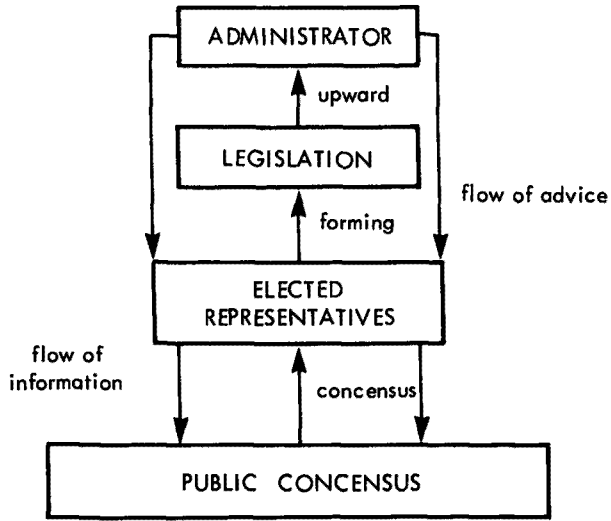 ADMINISTRATOR
upward
LEGISLATION
flow of advice
forming
ELECTED
REPRESENTATIVES
flow of
information
concensus
PUBLIC CONCENSUS